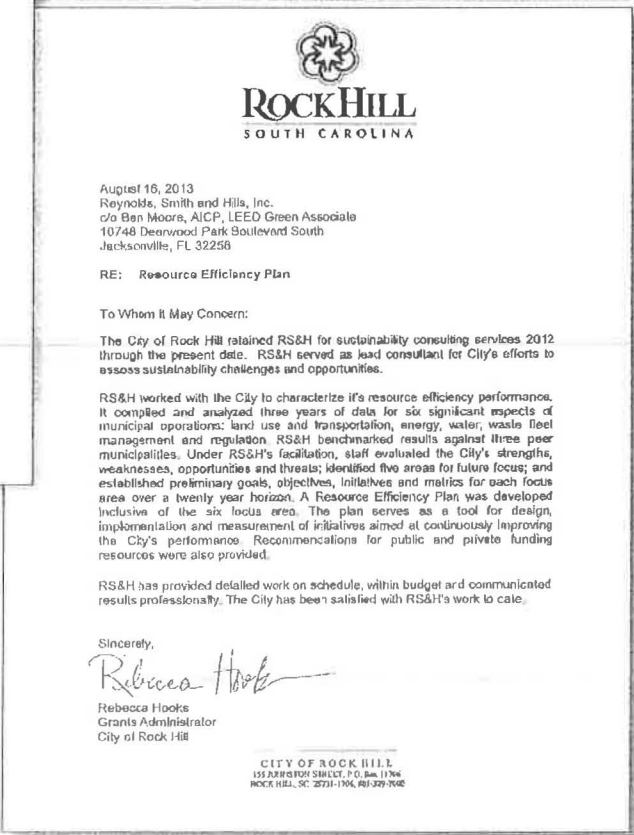 ROCKHILL
SOUTH CAROLINA
August 16, 2013
Reynolds, Smith and Hills, Inc.
c/o Ben Moore, AICP, LEED Green Associate
10748 Deerwood Park Boulevard South
Jacksonville, FL 32256
RE: Resource Efficiency Plan
To Whom It May Concern:
The City of Rock Hill retained RS&H for sustainability consulting services 2012
through the present date. RS&H served as lead consultant for City's efforts to
assess sustainability challenges and opportunities.
RS&H worked with the City to characterize it's resource efficiency performance.
It compiled and analyzed three years of data for six significant aspects of
municipal operations: land use and transportation, energy, water, waste fleet
management and regulation. RS&H benchmarked results against three peer
municipalities. Under RS&H's facilitation, staff evaluated the City's strengths,
weaknesses, opportunities and threats; identified five areas for future focus; and
established preliminary goals, objectives, initiatives and metrics for each focus
area over a twenty year horizon. A Resource Efficiency Plan was developed
inclusive of the six focus area. The plan serves as a tool for design,
implementation and measurement of initiatives aimed at continuously improving
the City's performance. Recommendations for public and private funding
resources were also provided.
RS&H has provided detailed work on schedule, within budget and communicated
results professionally. The City has been satisfied with RS&H's work to date.
Sincerely,
Rebecca Hooks
Rebecca Hooks
Grants Administrator
City of Rock Hill
CITY OF ROCK HILL
155 JOHNSTON STREET, P.O. Box 11706
ROCK HILL, SC 29731-1706,